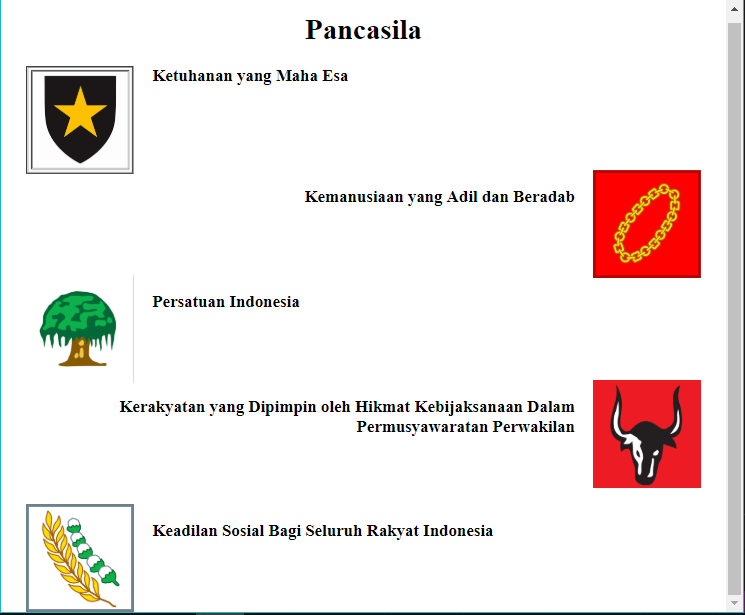 Pancasila
Ketuhanan yang Maha Esa
Kemanusiaan yang Adil dan Beradab
Persatuan Indonesia
Kerakyatan yang Dipimpin oleh Hikmat Kebijaksanaan Dalam
Permusyawaratan Perwakilan
Keadilan Sosial Bagi Seluruh Rakyat Indonesia